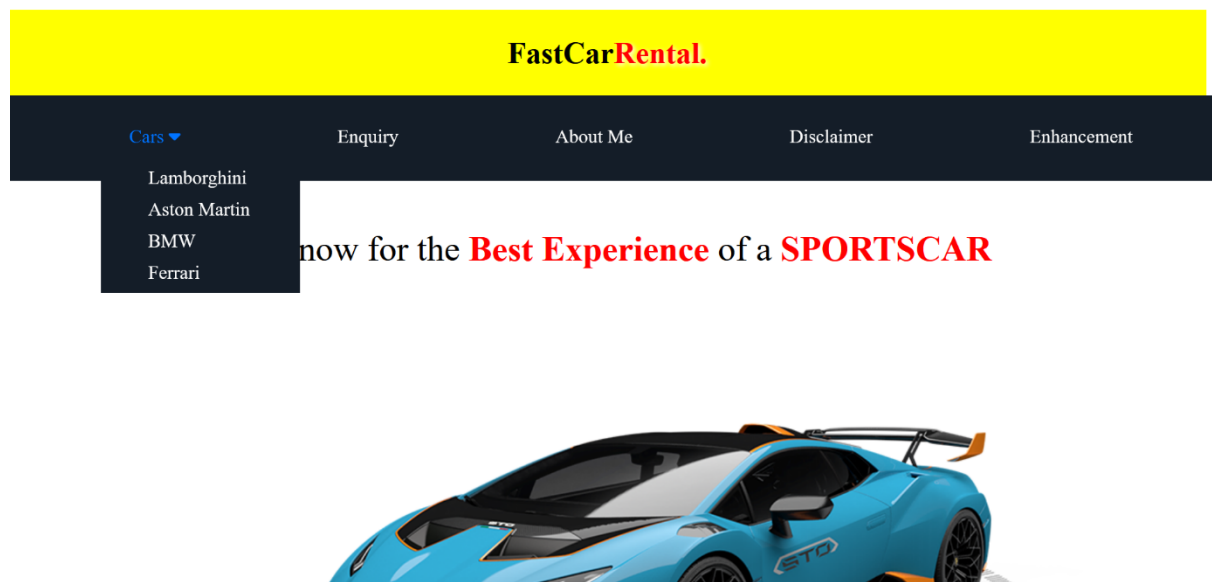 FastCarRental.
Cars Enquiry About Me Disclaimer Enhancement
Lamborghini
Aston Martin
BMW
Ferrari
now for the Best Experience of a SPORTSCAR
STO
STO